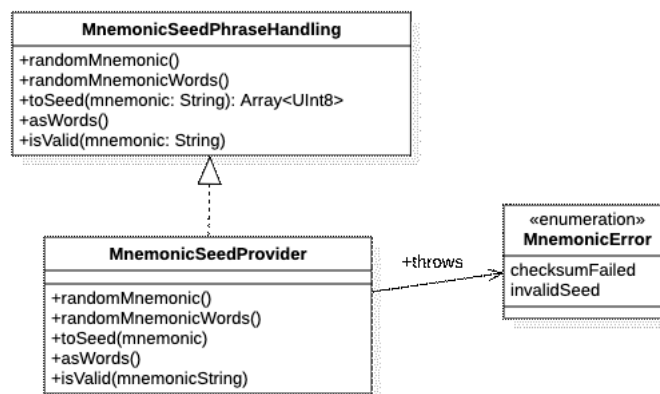 MnemonicSeedPhraseHandling
+randomMnemonic()
+randomMnemonicWords()
+toSeed(mnemonic: String): Array<UInt8>
+asWords()
+isValid(mnemonic: String)
MnemonicSeedProvider
+randomMnemonic()
+randomMnemonicWords()
+toSeed(mnemonic)
+asWords()
+isValid(mnemonicString)
+throws
«enumeration»
MnemonicError
checksumFailed
invalidSeed